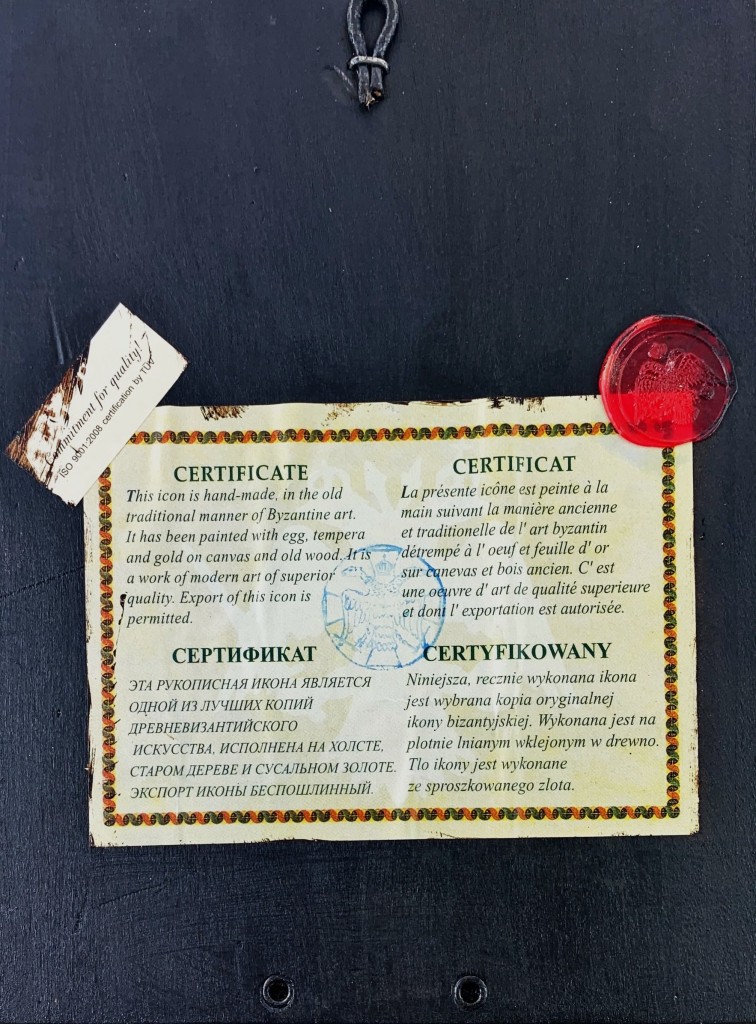 Commitment for quality!
ISO 9001:2008 certification by TÜV
CERTIFICATE
This icon is hand-made, in the old
traditional manner of Byzantine art.
It has been painted with egg, tempera
and gold on canvas and old wood. It is
a work of modern art of superior
quality. Export of this icon is
permitted.
CERTIFICAT
La présente icône est peinte à la
main suivant la manière ancienne
et traditionelle de l' art byzantin
détrempé à l' oeuf et feuille d' or
sur canevas et bois ancien. C' est
une oeuvre d' art de qualité superieure
et dont l' exportation est autorisée.
СЕРТИФИКАТ
ЭТА РУКОПИСНАЯ ИКОНА ЯВЛЯЕТСЯ
ОДНОЙ ИЗ ЛУЧШИХ КОПИЙ
ДРЕВНЕВИЗАНТИЙСКОГО
ИСКУССТВА, ИСПОЛНЕНА НА ХОЛСТЕ,
СТАРОМ ДЕРЕВЕ И СУСАЛЬНОМ ЗОЛОТЕ.
ЭКСПОРТ ИКОНЫ БЕСПОШЛИННЫЙ.
CERTYFIKOWANY
Niniejsza, recznie wykonana ikona
jest wybrana kopia oryginalnej
ikony bizantyjskiej. Wykonana jest na
plotnie lnianym wklejonym w drewno.
Tlo ikony jest wykonane
ze sproszkowanego zlota.